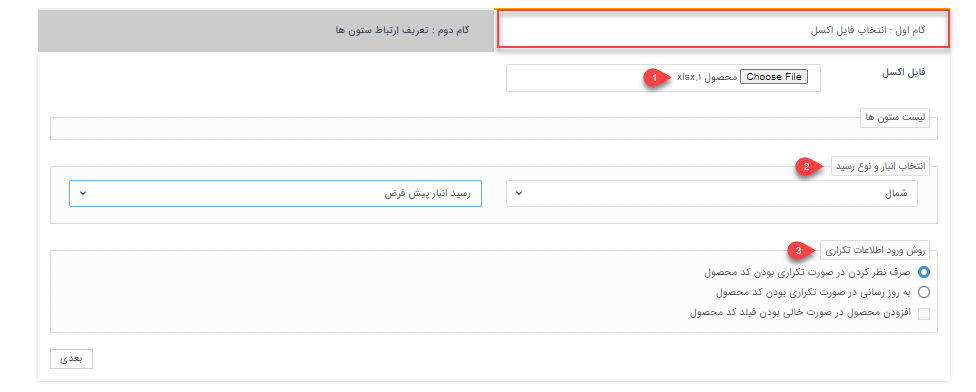 گام اول : انتخاب فایل اکسل
گام دوم : تعریف ارتباط ستون ها
فایل اکسل
Choose File محصول ۱.xlsx
1
لیست ستون ها
انتخاب انبار و نوع رسید
2
شمال
رسید انبار پیش فرض
روش ورود اطلاعات تکراری
3
صرف نظر کردن در صورت تکراری بودن کد محصول
به روز رسانی در صورت تکراری بودن کد محصول
افزودن محصول در صورت خالی بودن فیلد کد محصول
بعدی